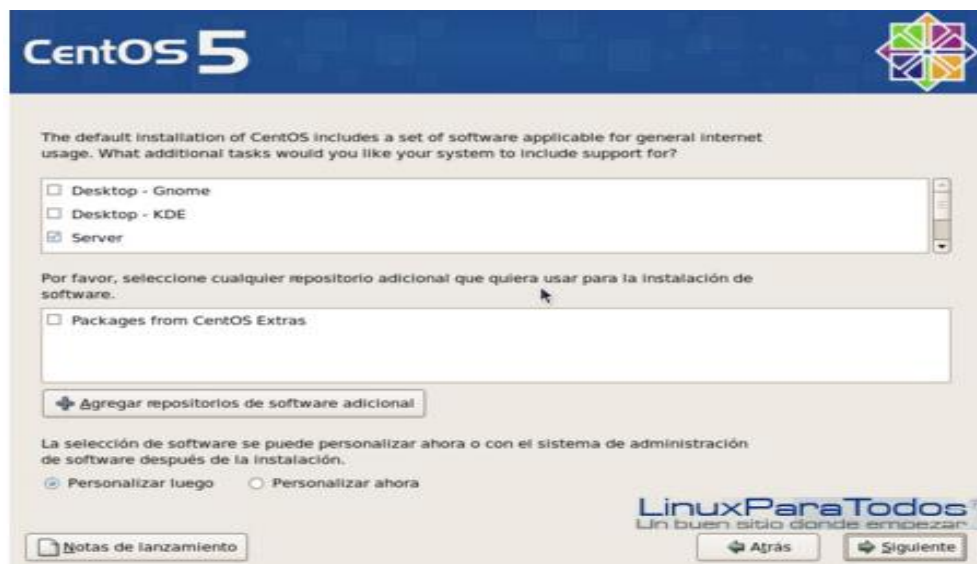 CentOS 5
The default installation of CentOS includes a set of software applicable for general internet
usage. What additional tasks would you like your system to include support for?
Desktop - Gnome
Desktop - KDE
Server
Por favor, seleccione cualquier repositorio adicional que quiera usar para la instalación de
software.
Packages from CentOS Extras
Agregar repositorios de software adicional
La selección de software se puede personalizar ahora o con el sistema de administración
de software después de la instalación.
Personalizar luego Personalizar ahora
LinuxParaTodos
Un buen sitio donde empezar
Notas de lanzamiento Atrás Siguiente